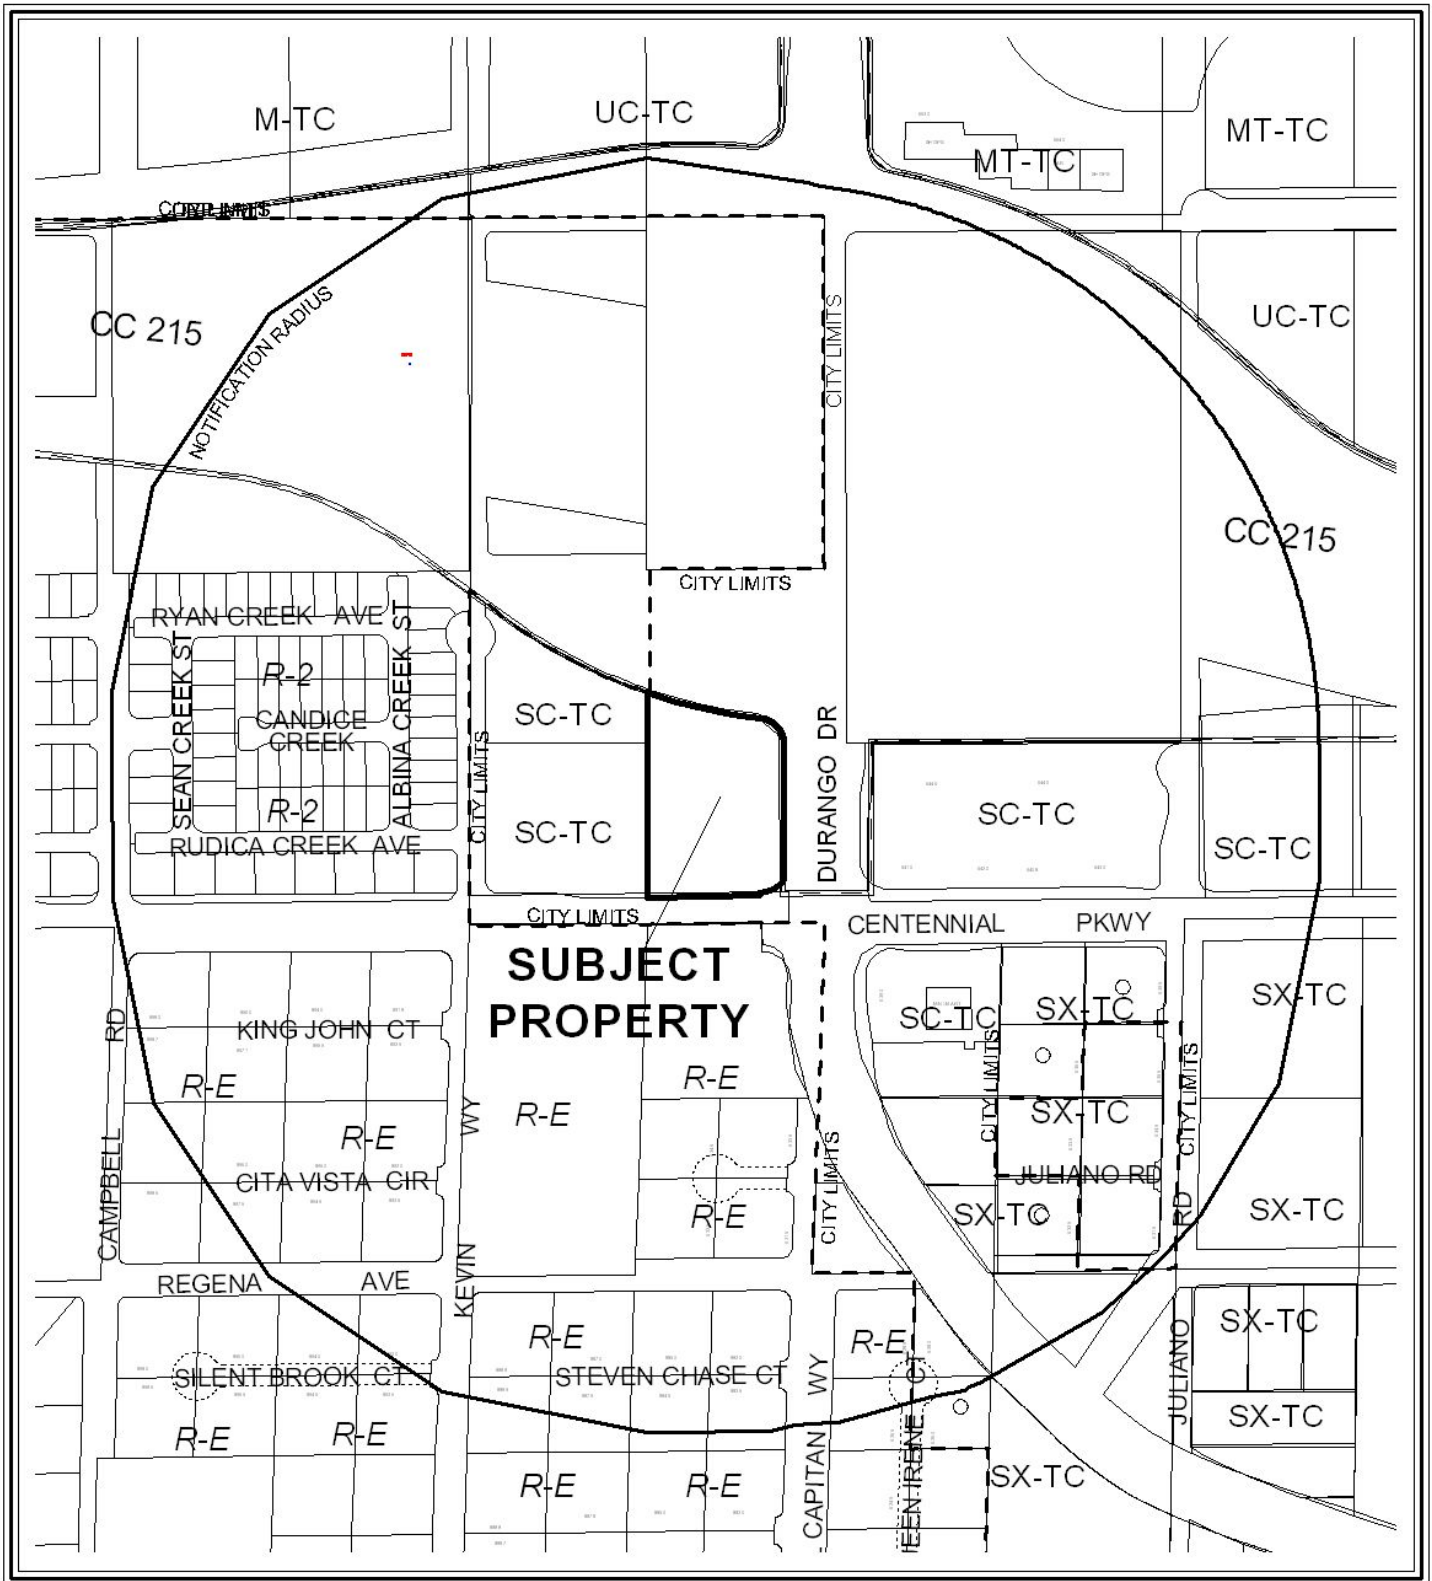 M-TC
UC-TC
MT-TC
MT-TC
CITY LIMITS
CC 215
NOTIFICATION RADIUS
CITY LIMITS
UC-TC
CC 215
CITY LIMITS
RYAN CREEK AVE
SEAN CREEK ST
ALBINA CREEK ST
R-2
CANDICE
CREEK
R-2
RUDICA CREEK AVE
CITY LIMITS
SC-TC
SC-TC
DURANGO DR
SC-TC
SC-TC
CITY LIMITS
CENTENNIAL PKWY
SUBJECT
PROPERTY
CAMPBELL RD
KING JOHN CT
R-E
R-E
CITA VISTA CIR
KEVIN WY
R-E
R-E
R-E
CITY LIMITS
SC-TC
SX-TC
SX-TC
CITY LIMITS
SX-TC
CITY LIMITS
JULIANO RD
SX-TC
SX-TC
REGENA AVE
R-E
STEVEN CHASE CT
R-E
SILENT BROOK CT
R-E
R-E
R-E
R-E
CAPITAN WY
EEN IRENE CT
SX-TC
JULIANO RD
SX-TC
SX-TC